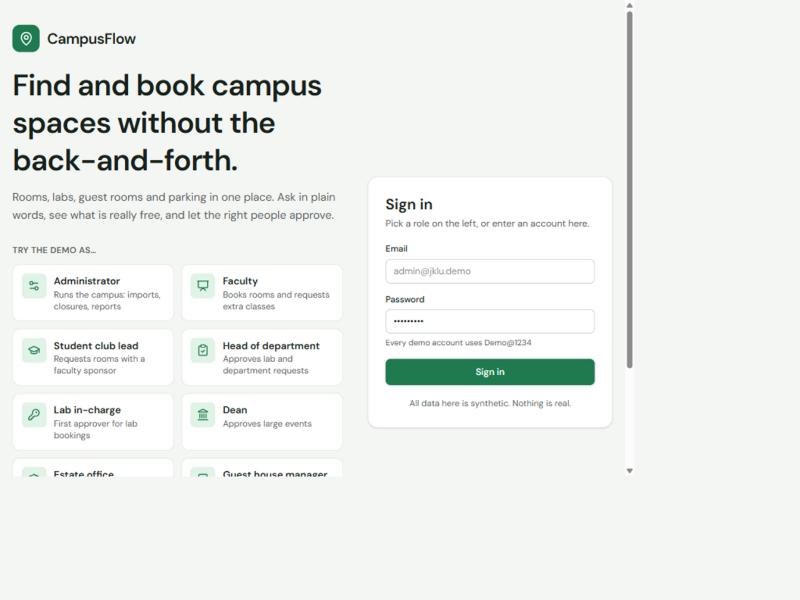 CampusFlow
Find and book campus
spaces without the
back-and-forth.
Rooms, labs, guest rooms and parking in one place. Ask in plain
words, see what is really free, and let the right people approve.
TRY THE DEMO AS...
Administrator
Runs the campus: imports,
closures, reports
Faculty
Books rooms and requests
extra classes
Student club lead
Requests rooms with a
faculty sponsor
Head of department
Approves lab and
department requests
Lab in-charge
First approver for lab
bookings
Dean
Approves large events
Estate office
Guest house manager
Sign in
Pick a role on the left, or enter an account here.
Email
admin@jklu.demo
Password
•••••••••
Every demo account uses Demo@1234
Sign in
All data here is synthetic. Nothing is real.